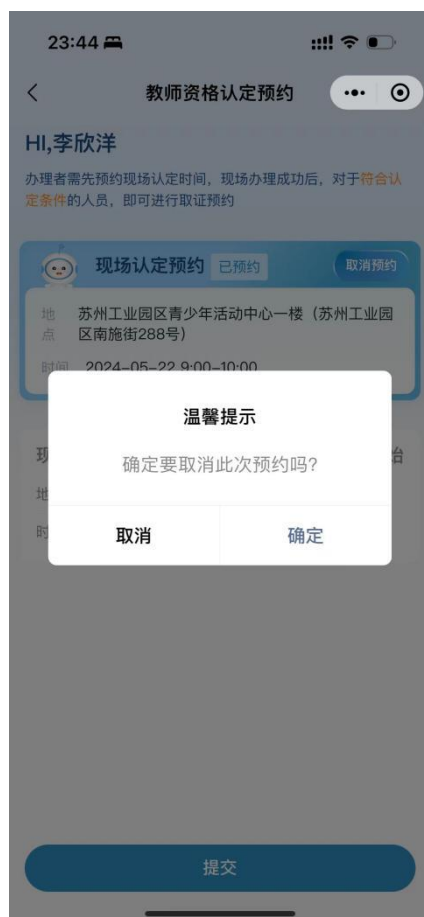 23:44
教师资格认定预约
HI,李欣洋
办理者需先预约现场认定时间，现场办理成功后，对于符合认
定条件的人员，即可进行取证预约
现场认定预约 已预约 取消预约
地点 苏州工业园区青少年活动中心一楼（苏州工业园
区南施街288号）
时间 2024-05-22 9:00-10:00
温馨提示
现
始
确定要取消此次预约吗?
地
时
取消 确定
提交